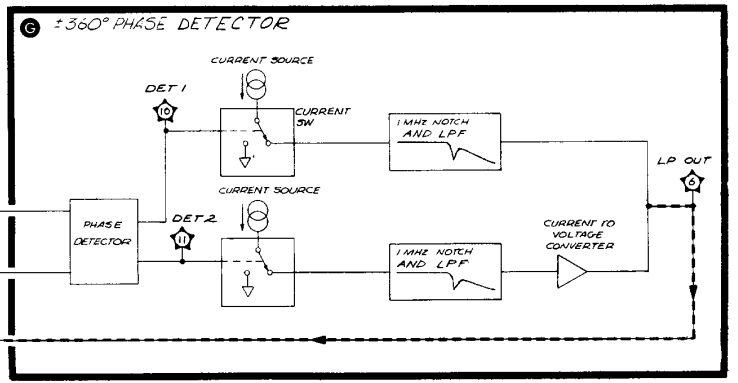 G ±360° PHASE DETECTOR
CURRENT SOURCE
DET 1
10
CURRENT
SW
1 MHZ NOTCH
AND LPF
LP OUT
6
CURRENT SOURCE
DET 2
11
PHASE
DETECTOR
CURRENT TO
VOLTAGE
CONVERTER
1 MHZ NOTCH
AND LPF